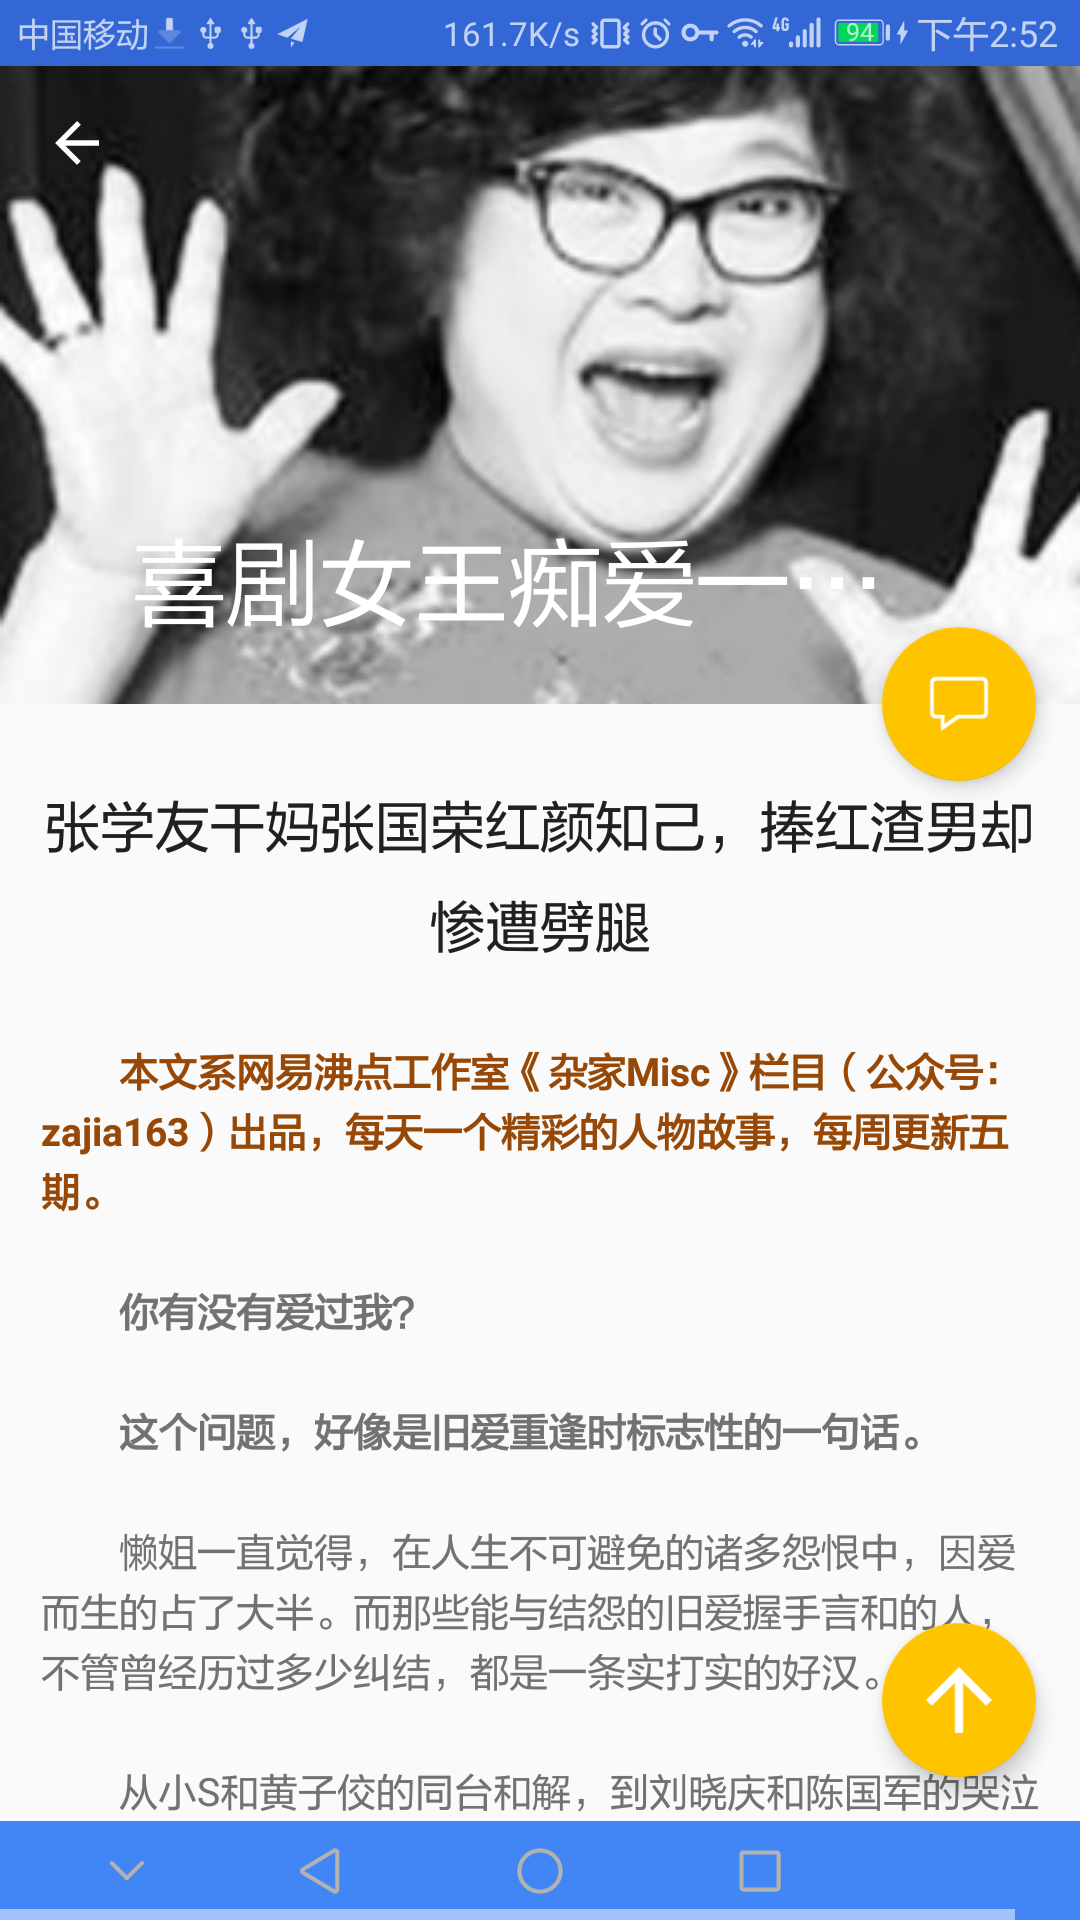 中国移动 161.7K/s 4G 94 下午2:52
喜剧女王痴爱一…
张学友干妈张国荣红颜知己，捧红渣男却
惨遭劈腿
本文系网易沸点工作室《杂家Misc》栏目（公众号：
zajia163）出品，每天一个精彩的人物故事，每周更新五
期。
你有没有爱过我？
这个问题，好像是旧爱重逢时标志性的一句话。
懒姐一直觉得，在人生不可避免的诸多怨恨中，因爱
而生的占了大半。而那些能与结怨的旧爱握手言和的人，
不管曾经历过多少纠结，都是一条实打实的好汉。
从小S和黄子佼的同台和解，到刘晓庆和陈国军的哭泣